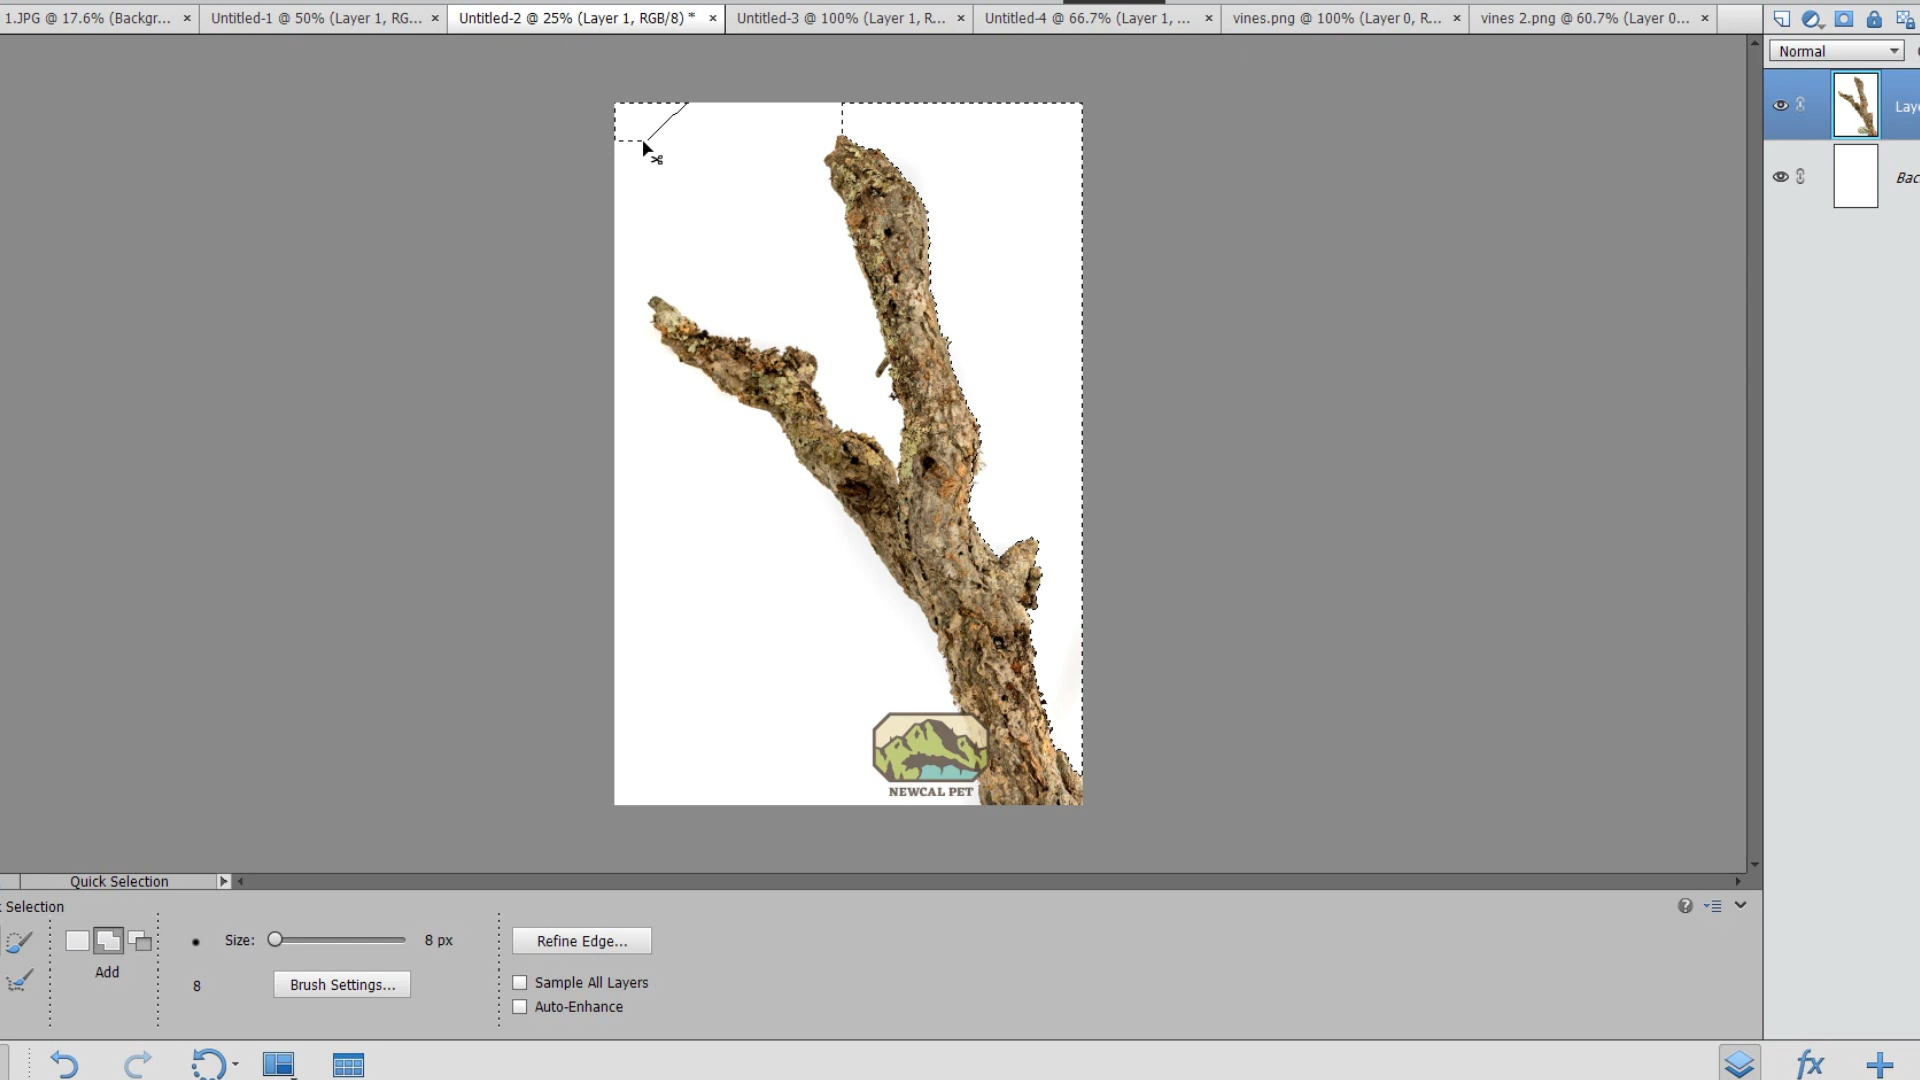 1.JPG @ 17.6% (Backgr... × Untitled-1 @ 50% (Layer 1, RG... × Untitled-2 @ 25% (Layer 1, RGB/8) * × Untitled-3 @ 100% (Layer 1, R... × Untitled-4 @ 66.7% (Layer 1, ... × vines.png @ 100% (Layer 0, R... × vines 2.png @ 60.7% (Layer 0... ×
Normal
Lay
Bac
NEWCAL PET
Quick Selection
Selection
Size: 8 px
Refine Edge...
Add
8
Brush Settings...
Sample All Layers
Auto-Enhance
fx